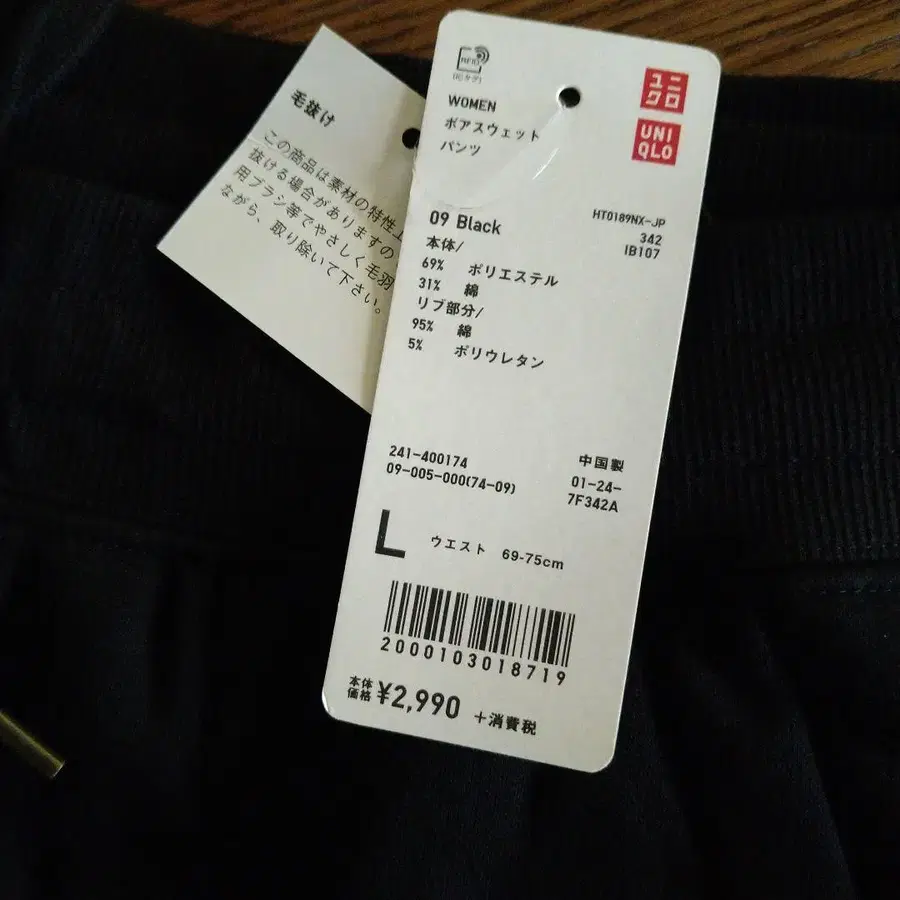 毛抜け
この商品は素材の特性上
抜ける場合がありますの
用ブラシ等でやさしく毛羽
ながら、取り除いて下さい。
RFID
(ICタグ)
WOMEN
ボアスウェット
パンツ
ユニ
クロ
UNI
QLO
09 Black
HT0189NX-JP
342
IB107
本体/
69% ポリエステル
31% 綿
リブ部分/
95% 綿
5% ポリウレタン
241-400174
09-005-000(74-09)
中国製
01-24-
7F342A
L ウエスト 69-75cm
2000103018719
本体
価格 ¥2,990 +消費税